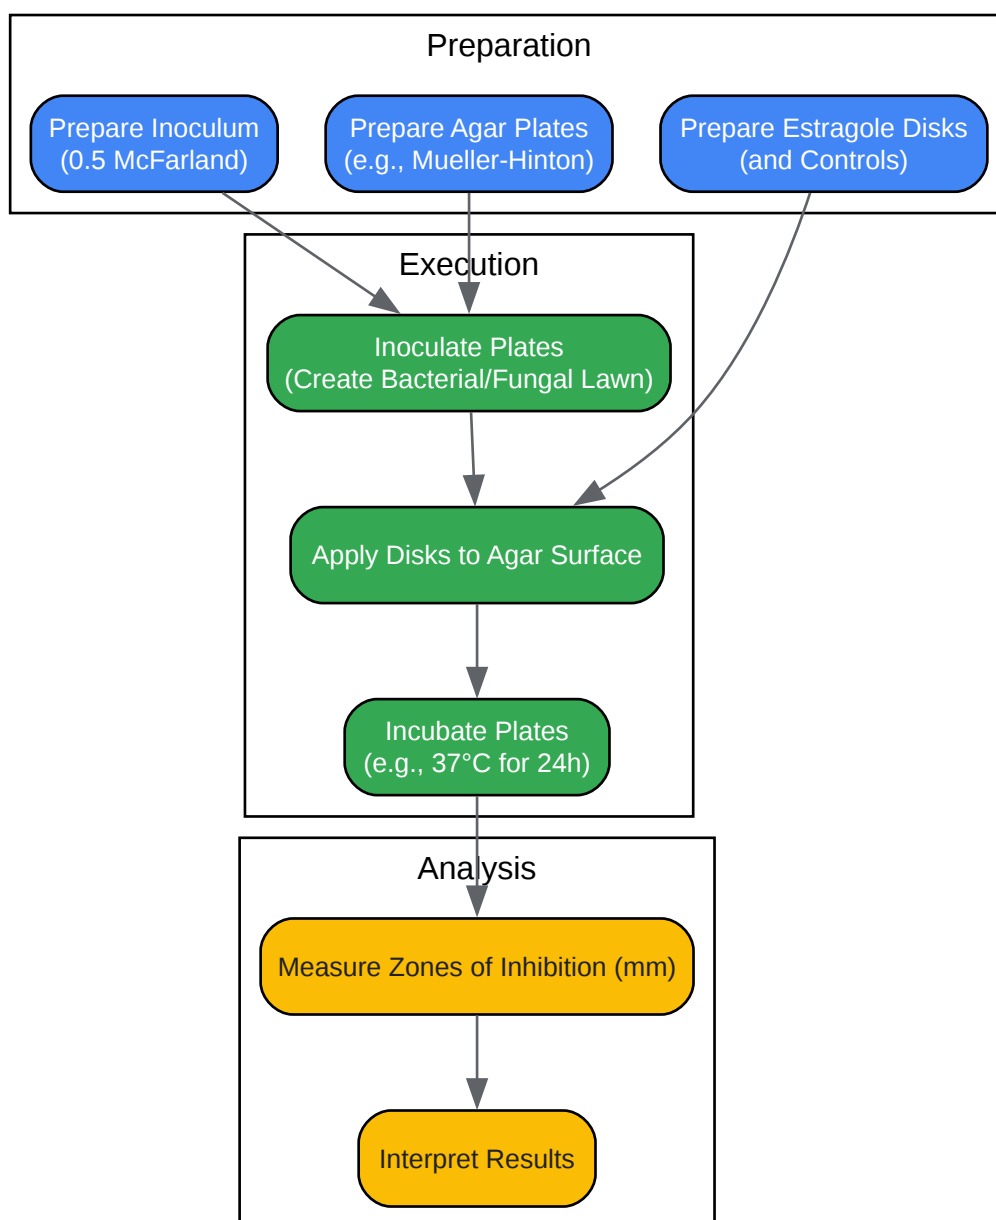 Preparation
Prepare Inoculum
(0.5 McFarland)
Prepare Agar Plates
(e.g., Mueller-Hinton)
Prepare Estragole Disks
(and Controls)
Execution
Inoculate Plates
(Create Bacterial/Fungal Lawn)
Apply Disks to Agar Surface
Incubate Plates
(e.g., 37°C for 24h)
Analysis
Measure Zones of Inhibition (mm)
Interpret Results